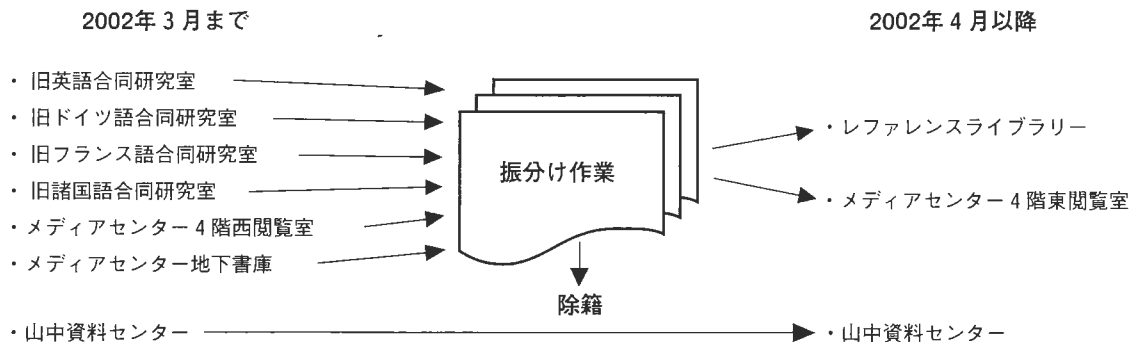 2002年3月まで
2002年4月以降
・旧英語合同研究室
・旧ドイツ語合同研究室
・旧フランス語合同研究室
・旧諸国語合同研究室
・メディアセンター4階西閲覧室
・メディアセンター地下書庫
振分け作業
・レファレンスライブラリー
・メディアセンター4階東閲覧室
除籍
・山中資料センター
・山中資料センター